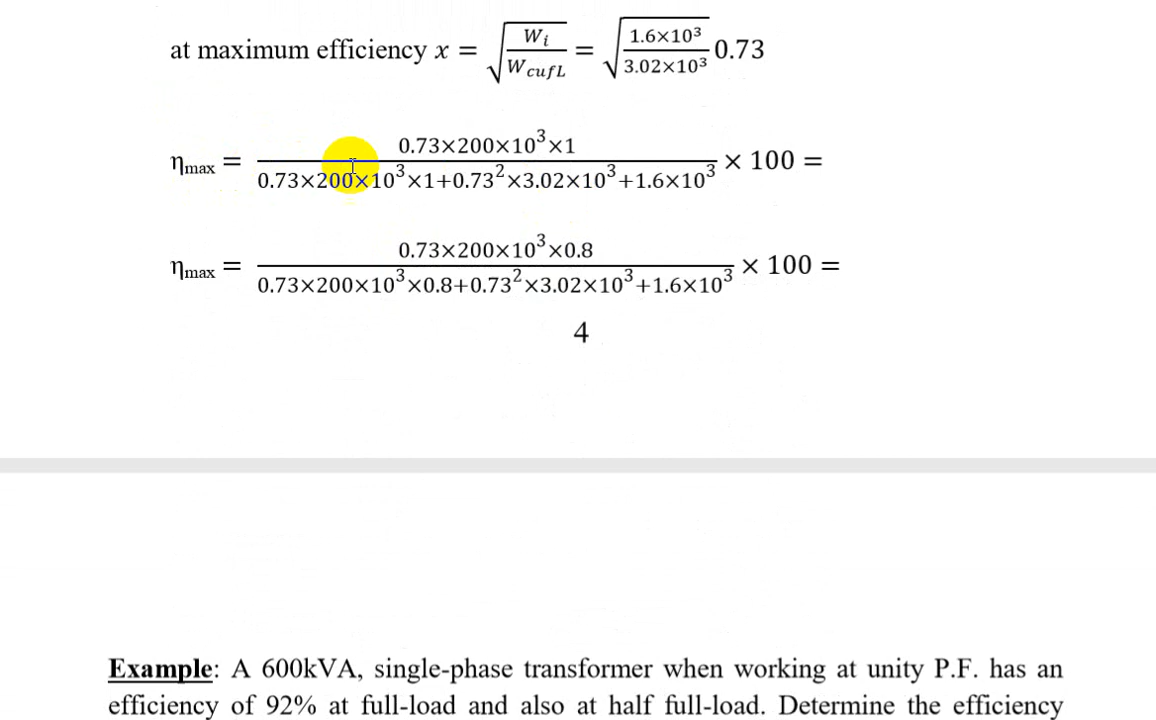 at maximum efficiency x = √(W_i / W_cufL) = √(1.6×10³ / 3.02×10³) 0.73
η_max = (0.73×200×10³×1) / (0.73×200×10³×1+0.73²×3.02×10³+1.6×10³) × 100 =
η_max = (0.73×200×10³×0.8) / (0.73×200×10³×0.8+0.73²×3.02×10³+1.6×10³) × 100 =
4
Example: A 600kVA, single-phase transformer when working at unity P.F. has an
efficiency of 92% at full-load and also at half full-load. Determine the efficiency